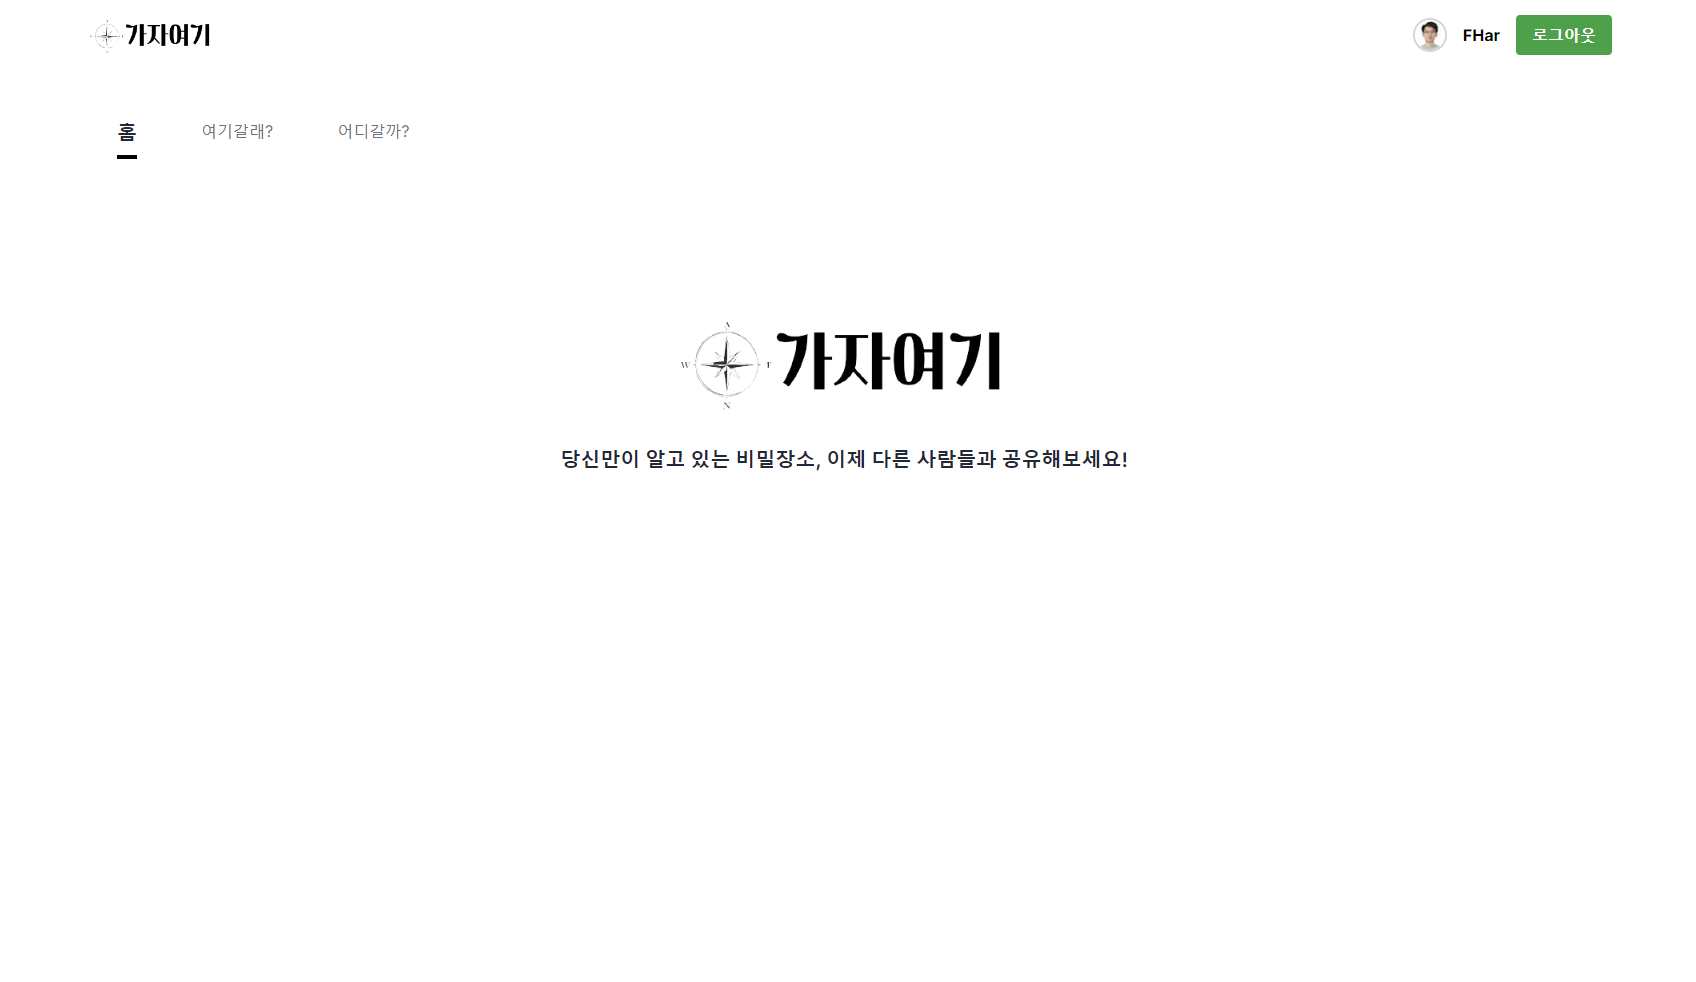 가자여기
FHar
로그아웃
홈
여기갈래?
어디갈까?
W T N
가자여기
당신만이 알고 있는 비밀장소, 이제 다른 사람들과 공유해보세요!